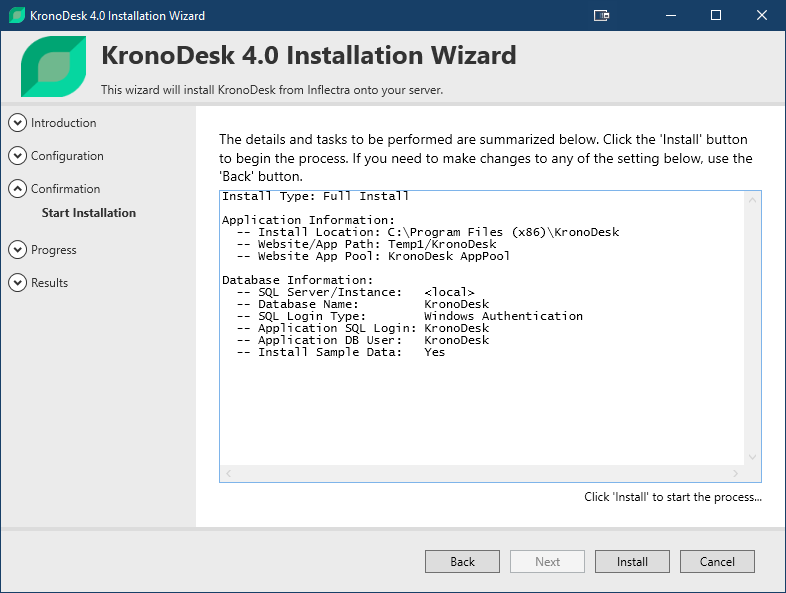 KronoDesk 4.0 Installation Wizard
KronoDesk 4.0 Installation Wizard
This wizard will install KronoDesk from Inflectra onto your server.
Introduction
Configuration
Confirmation
Start Installation
Progress
Results
The details and tasks to be performed are summarized below. Click the 'Install' button
to begin the process. If you need to make changes to any of the setting below, use the
'Back' button.
Install Type: Full Install
Application Information:
-- Install Location: C:\Program Files (x86)\KronoDesk
-- Website/App Path: Temp1/KronoDesk
-- Website App Pool: KronoDesk AppPool
Database Information:
-- SQL Server/Instance: <local>
-- Database Name: KronoDesk
-- SQL Login Type: Windows Authentication
-- Application SQL Login: KronoDesk
-- Application DB User: KronoDesk
-- Install Sample Data: Yes
Click 'Install' to start the process...
Back Next Install Cancel